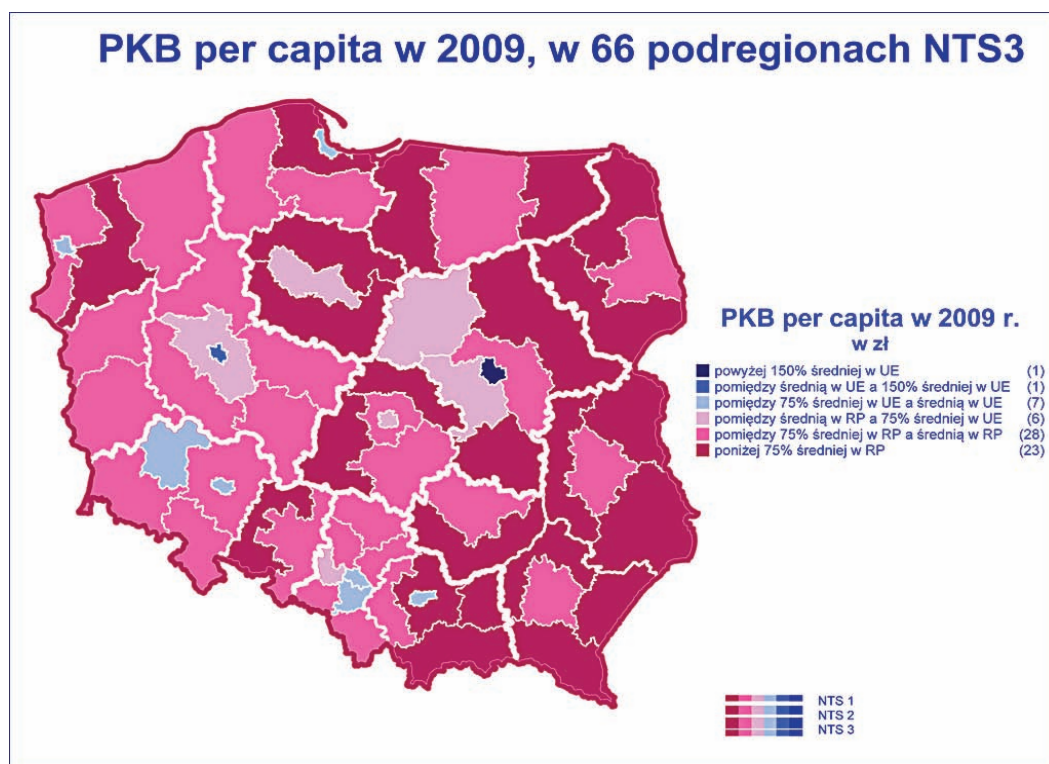 PKB per capita w 2009, w 66 podregionach NTS3
PKB per capita w 2009 r.
w zł
powyżej 150% średniej w UE (1)
pomiędzy średnią w UE a 150% średniej w UE (1)
pomiędzy 75% średniej w UE a średnią w UE (7)
pomiędzy średnią w RP a 75% średniej w UE (6)
pomiędzy 75% średniej w RP a średnią w RP (28)
poniżej 75% średniej w RP (23)
NTS 1
NTS 2
NTS 3